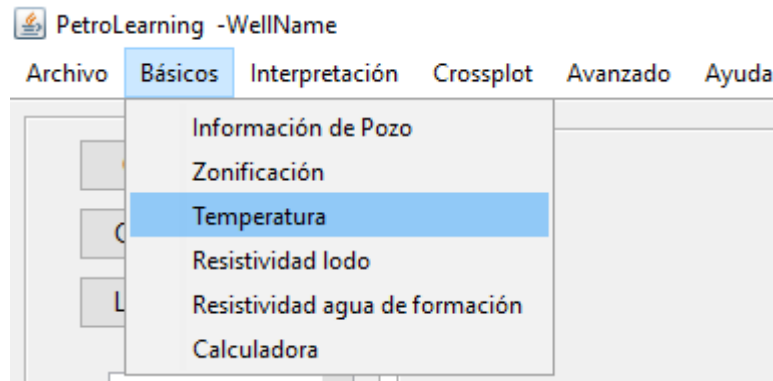 PetroLearning -WellName
Archivo Básicos Interpretación Crossplot Avanzado Ayuda
Información de Pozo
Zonificación
Temperatura
Resistividad lodo
Resistividad agua de formación
Calculadora